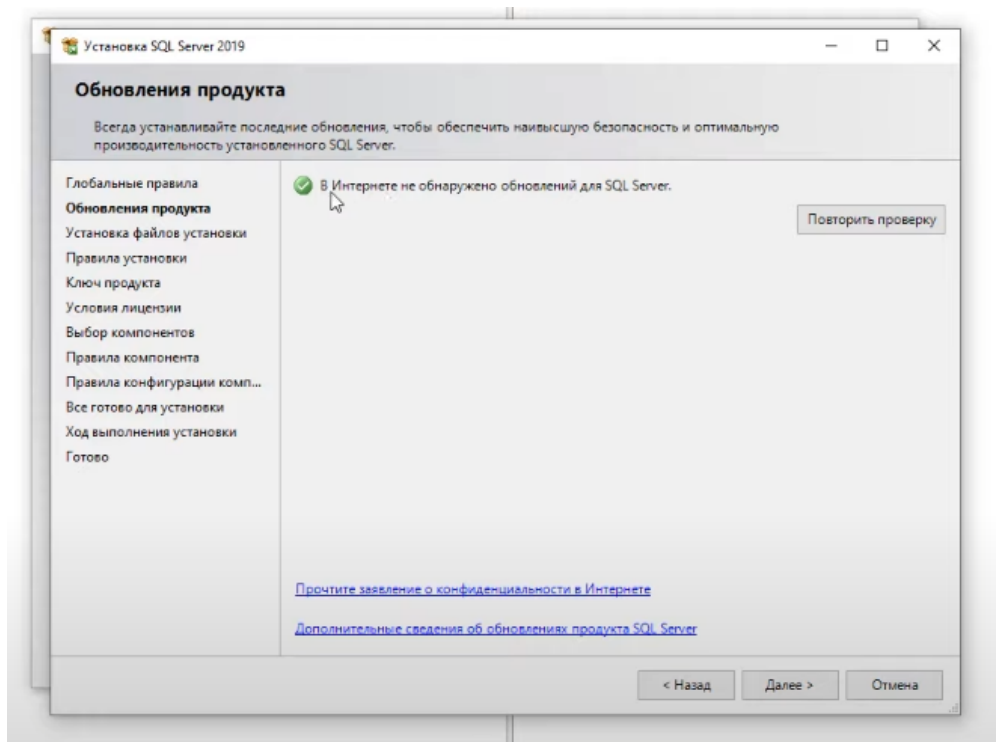 Установка SQL Server 2019
Обновления продукта
Всегда устанавливайте последние обновления, чтобы обеспечить наивысшую безопасность и оптимальную
производительность установленного SQL Server.
Глобальные правила
Обновления продукта
Установка файлов установки
Правила установки
Ключ продукта
Условия лицензии
Выбор компонентов
Правила компонента
Правила конфигурации комп...
Все готово для установки
Ход выполнения установки
Готово
В Интернете не обнаружено обновлений для SQL Server.
Повторить проверку
Прочтите заявление о конфиденциальности в Интернете
Дополнительные сведения об обновлениях продукта SQL Server
< Назад
Далее >
Отмена